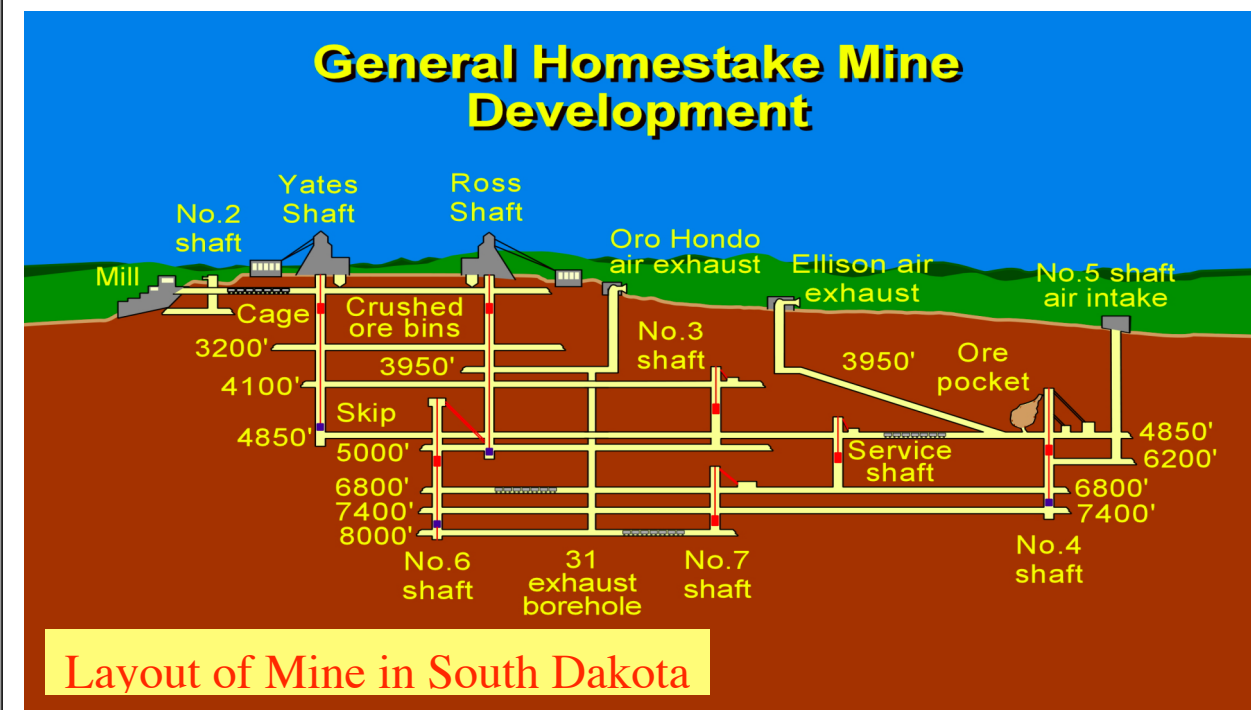 General Homestake Mine
Development
Yates
Shaft
Ross
Shaft
No.2
shaft
Oro Hondo
air exhaust
Ellison air
exhaust
No.5 shaft
air intake
Mill
Cage
Crushed
ore bins
No.3
shaft
3200'
3950'
3950'
Ore
pocket
4100'
Skip
4850'
4850'
5000'
Service
shaft
6200'
6800'
6800'
7400'
7400'
8000'
No.6
shaft
31
exhaust
borehole
No.7
shaft
No.4
shaft
Layout of Mine in South Dakota